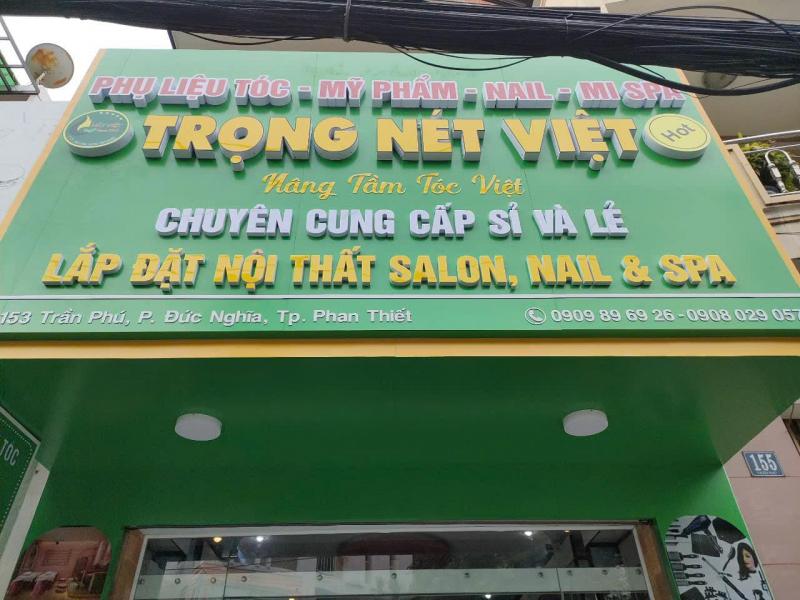 PHỤ LIỆU TÓC - MỸ PHẨM - NAIL - MI SPA
TRỌNG NÉT VIỆT
Hot
Nâng Tầm Tóc Việt
CHUYÊN CUNG CẤP SỈ VÀ LẺ
LẮP ĐẶT NỘI THẤT SALON, NAIL & SPA
153 Trần Phú, P. Đức Nghĩa, Tp. Phan Thiết
0909 89 69 26 - 0908 029 057
TÓC
155